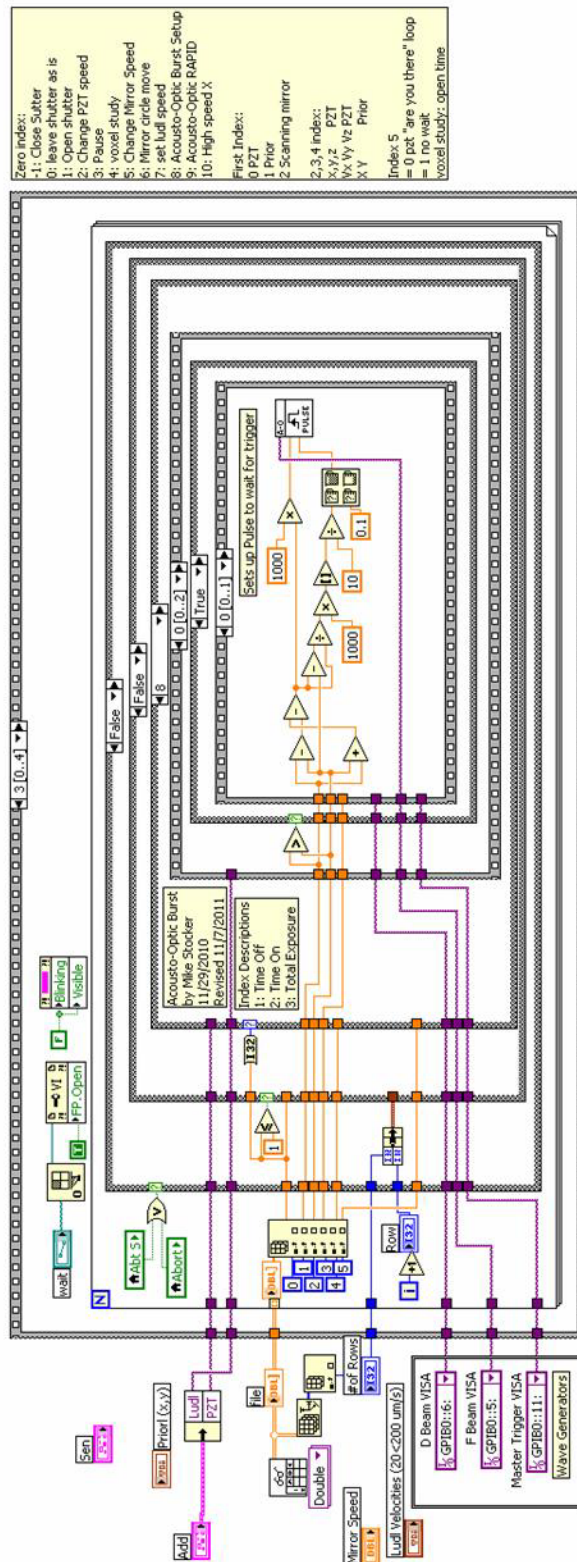 Zero index:
-1: Close Sutter
0: leave shutter as is
1: Open shutter
2: Change PZT speed
3: Pause
4: voxel study
5: Change Mirror Speed
6: Mirror circle move
7: set ludl speed
8: Acousto-Optic Burst Setup
9: Acousto-Optic RAPID
10: High speed X
First Index:
0 PZT
1 Prior
2 Scanning mirror
2,3,4 index:
x,y,z PZT
Vx Vy Vz PZT
X Y Prior
Index 5
= 0 pzt "are you there" loop
= 1 no wait
voxel study: open time
3 [0..4]
False
False
8
0 [0..2]
True
0 [0..1]
Sets up Pulse to wait for trigger
1000
1000
10
0.1
A-O
PULSE
Acousto-Optic Burst
by Mike Stocker
11/29/2010
Revised 11/7/2011
Index Descriptions
1: Time Off
2: Time On
3: Total Exposure
Blinking
Visible
F
VI
FP.Open
T
wait
I32
1
Abt S
Abort
N
DBL
0
1
2
3
4
5
Row
I32
+1
i
Sen
Prior! (x,y)
Add
Ludl
PZT
File
DBL
# of Rows
I32
Double
Mirror Speed
DBL
Ludl Velocities (20<200 um/s)
D Beam VISA
GPIB0::6:
F Beam VISA
GPIB0::5:
Master Trigger VISA
GPIB0::11:
Wave Generators